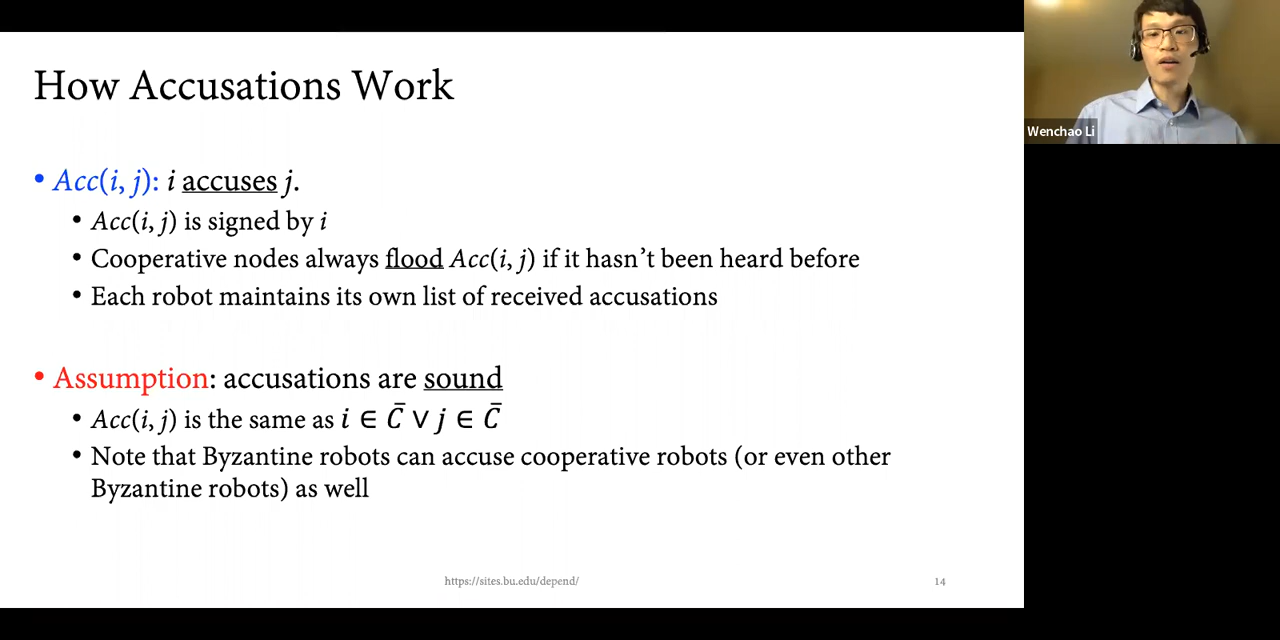 How Accusations Work
• Acc(i, j): i accuses j.
• Acc(i, j) is signed by i
• Cooperative nodes always flood Acc(i, j) if it hasn't been heard before
• Each robot maintains its own list of received accusations
• Assumption: accusations are sound
• Acc(i, j) is the same as i ∈ C̄ ∨ j ∈ C̄
• Note that Byzantine robots can accuse cooperative robots (or even other
Byzantine robots) as well
https://sites.bu.edu/depend/
14
Wenchao Li